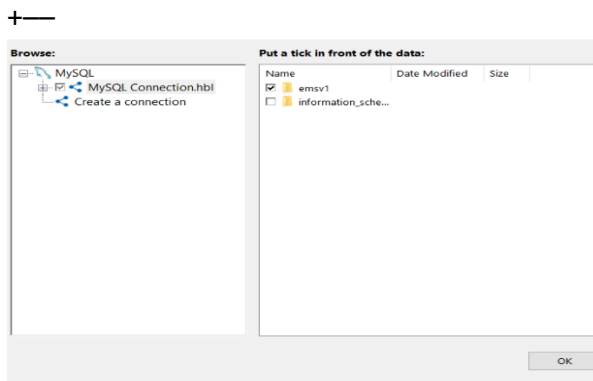 +—–
Browse:
MySQL
MySQL Connection.hbl
Create a connection
Put a tick in front of the data:
Name Date Modified Size
emsv1
information_sche...
OK